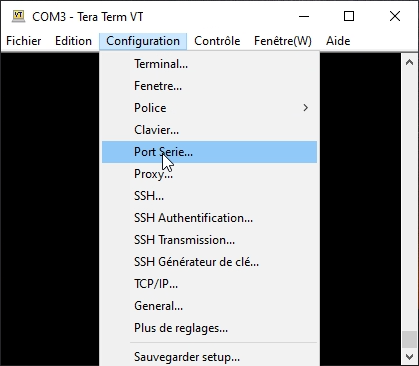 COM3 - Tera Term VT
Fichier Edition Configuration Contrôle Fenêtre(W) Aide
Terminal...
Fenetre...
Police
Clavier...
Port Serie...
Proxy...
SSH...
SSH Authentification...
SSH Transmission...
SSH Générateur de clé...
TCP/IP...
General...
Plus de reglages...
Sauvegarder setup...